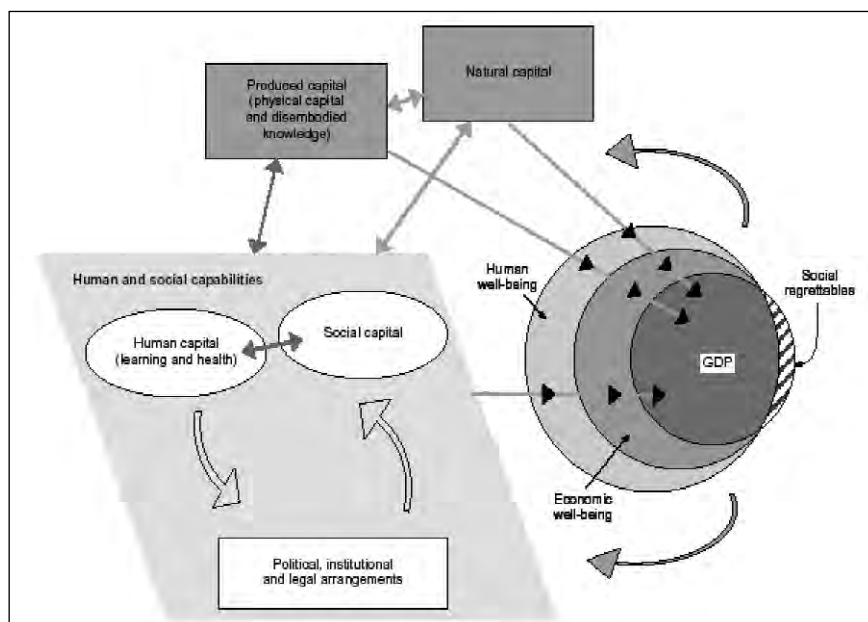 Natural capital
Produced capital
(physical capital
and disembodied
knowledge)
Human and social capabilities
Human capital
(learning and health)
Social capital
Political, institutional
and legal arrangements
Human
well-being
Economic
well-being
GDP
Social
regrettables